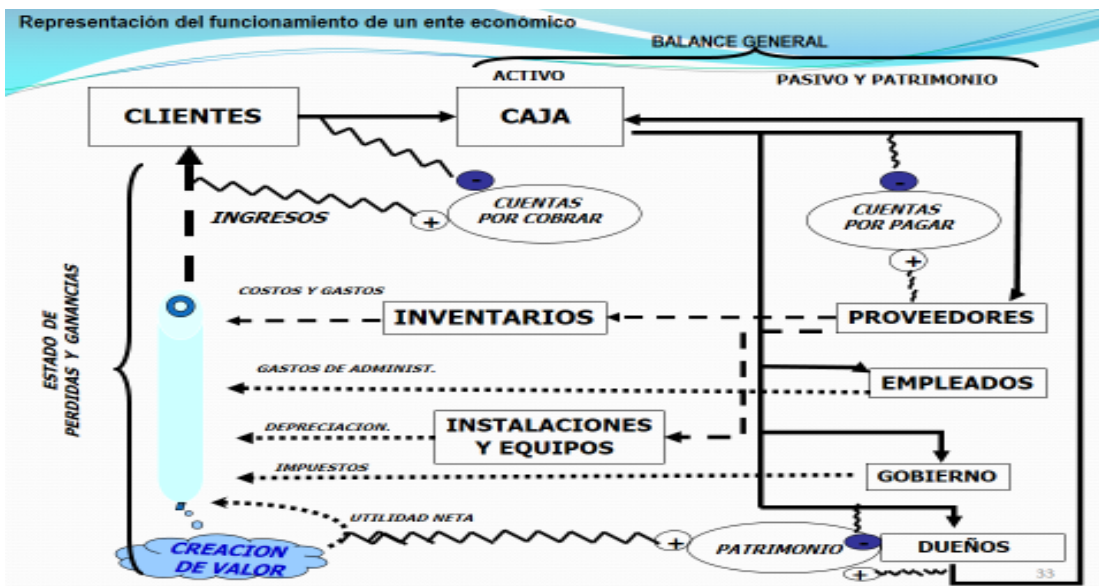 Representación del funcionamiento de un ente económico
BALANCE GENERAL
ACTIVO
PASIVO Y PATRIMONIO
CLIENTES
CAJA
-
-
INGRESOS
+
CUENTAS
POR COBRAR
CUENTAS
POR PAGAR
+
ESTADO DE
PERDIDAS Y GANANCIAS
COSTOS Y GASTOS
INVENTARIOS
PROVEEDORES
GASTOS DE ADMINIST.
EMPLEADOS
DEPRECIACION.
INSTALACIONES
Y EQUIPOS
IMPUESTOS
GOBIERNO
UTILIDAD NETA
+
PATRIMONIO
-
DUEÑOS
CREACION
DE VALOR
+
33